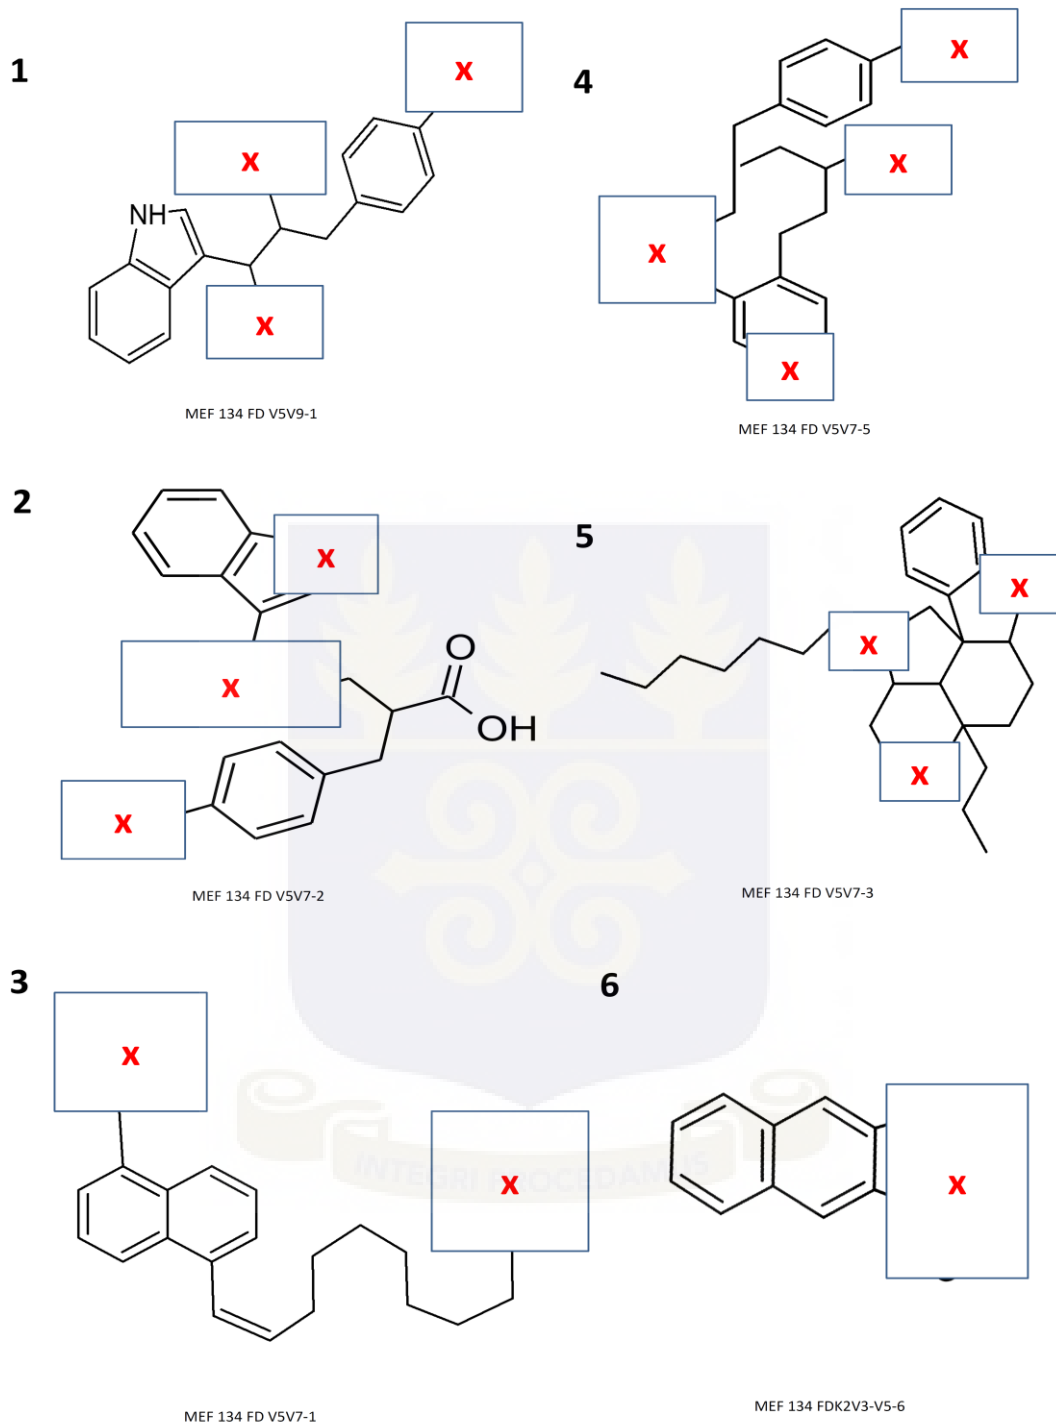 1
X
X
NH
X
MEF 134 FD V5V9-1
4
X
X
X
X
MEF 134 FD V5V7-5
2
X
X
O
OH
X
MEF 134 FD V5V7-2
5
X
X
X
MEF 134 FD V5V7-3
3
X
X
MEF 134 FD V5V7-1
6
X
MEF 134 FDK2V3-V5-6
INTEGRI PROCEDAMUS